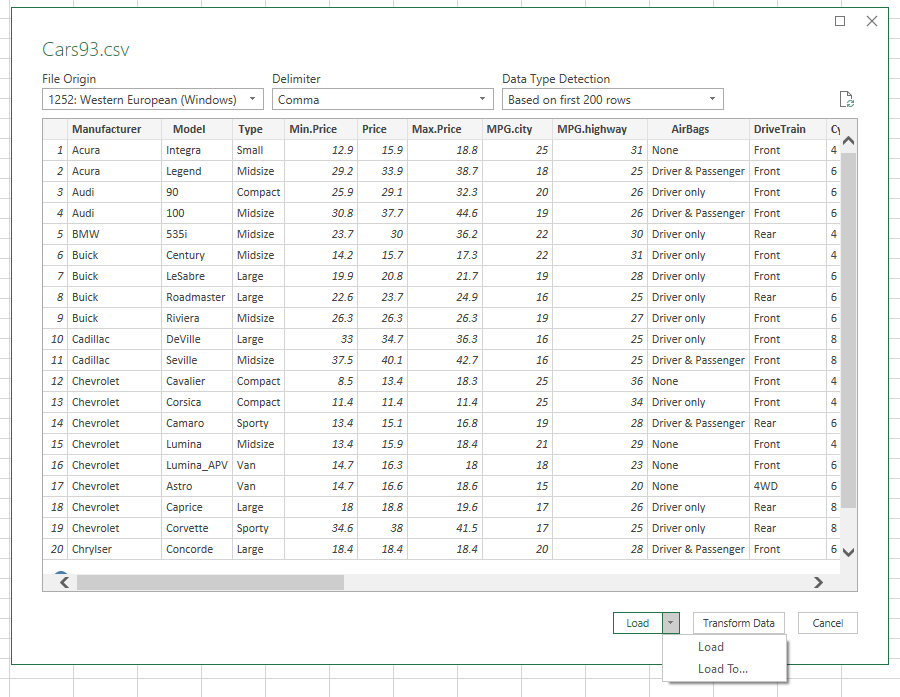 Cars93.csv
File Origin Delimiter Data Type Detection
1252: Western European (Windows) Comma Based on first 200 rows
Manufacturer Model Type Min.Price Price Max.Price MPG.city MPG.highway AirBags DriveTrain Cy
1 Acura Integra Small 12.9 15.9 18.8 25 31 None Front 4
2 Acura Legend Midsize 29.2 33.9 38.7 18 25 Driver & Passenger Front 6
3 Audi 90 Compact 25.9 29.1 32.3 20 26 Driver only Front 6
4 Audi 100 Midsize 30.8 37.7 44.6 19 26 Driver & Passenger Front 6
5 BMW 535i Midsize 23.7 30 36.2 22 30 Driver only Rear 4
6 Buick Century Midsize 14.2 15.7 17.3 22 31 Driver only Front 4
7 Buick LeSabre Large 19.9 20.8 21.7 19 28 Driver only Front 6
8 Buick Roadmaster Large 22.6 23.7 24.9 16 25 Driver only Rear 6
9 Buick Riviera Midsize 26.3 26.3 26.3 19 27 Driver only Front 6
10 Cadillac DeVille Large 33 34.7 36.3 16 25 Driver only Front 8
11 Cadillac Seville Midsize 37.5 40.1 42.7 16 25 Driver & Passenger Front 8
12 Chevrolet Cavalier Compact 8.5 13.4 18.3 25 36 None Front 4
13 Chevrolet Corsica Compact 11.4 11.4 11.4 25 34 Driver only Front 4
14 Chevrolet Camaro Sporty 13.4 15.1 16.8 19 28 Driver & Passenger Rear 6
15 Chevrolet Lumina Midsize 13.4 15.9 18.4 21 29 None Front 4
16 Chevrolet Lumina_APV Van 14.7 16.3 18 18 23 None Front 6
17 Chevrolet Astro Van 14.7 16.6 18.6 15 20 None 4WD 6
18 Chevrolet Caprice Large 18 18.8 19.6 17 26 Driver only Rear 8
19 Chevrolet Corvette Sporty 34.6 38 41.5 17 25 Driver only Rear 8
20 Chrylser Concorde Large 18.4 18.4 18.4 20 28 Driver & Passenger Front 6
Load Transform Data Cancel
Load
Load To...